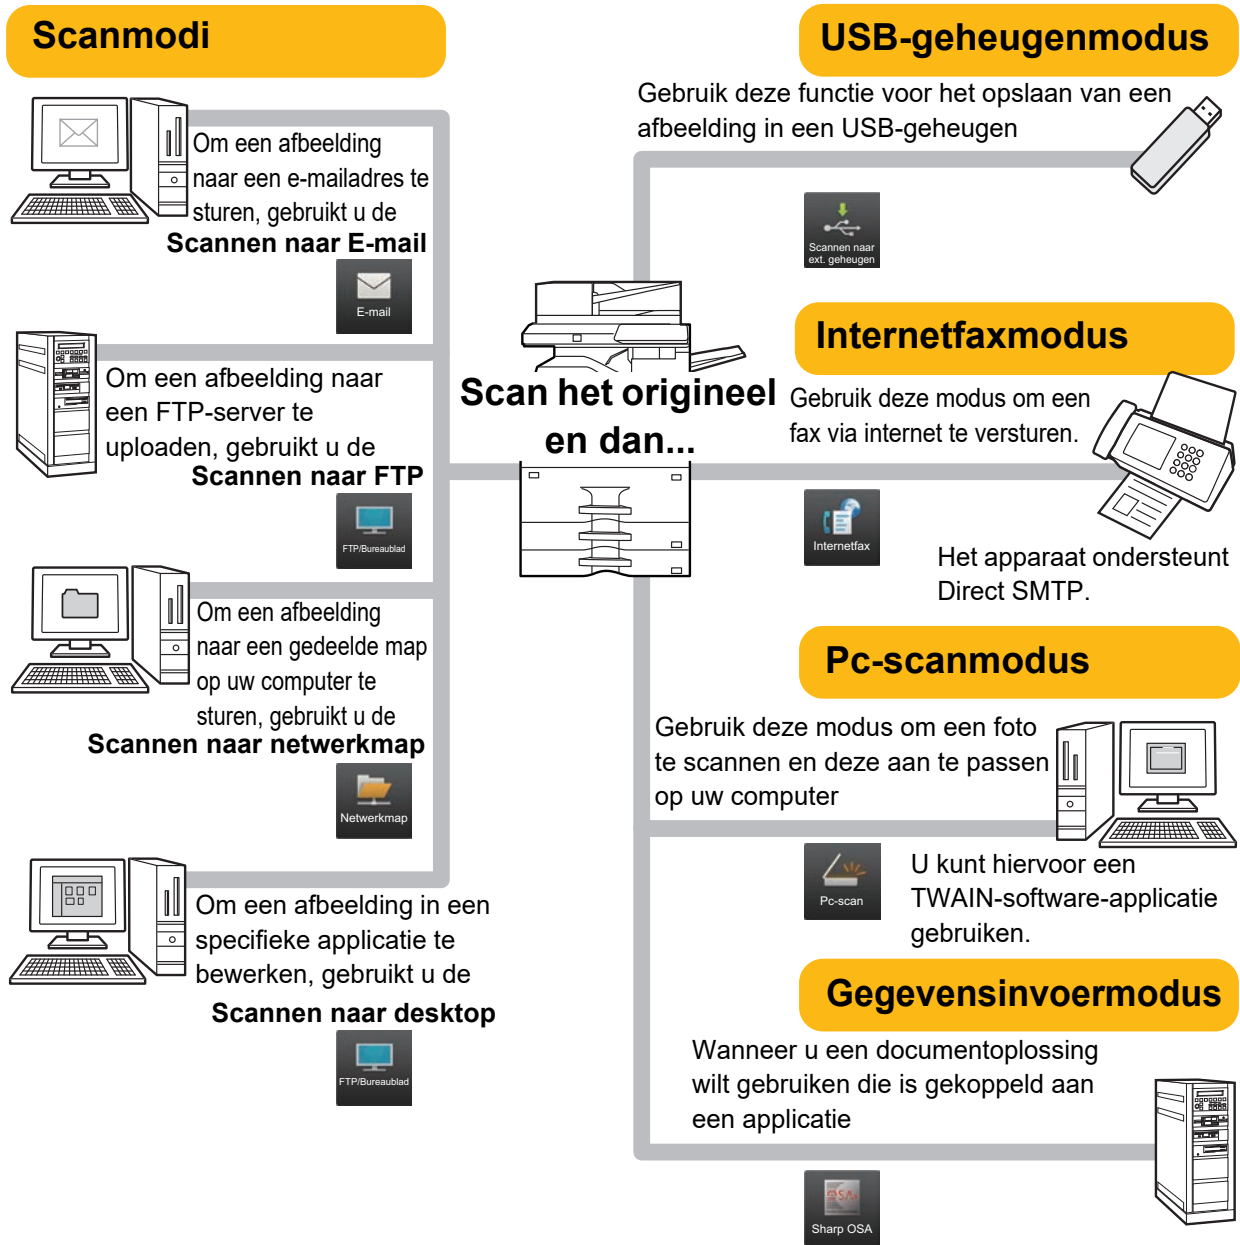 Scanmodi
Om een afbeelding
naar een e-mailadres te
sturen, gebruikt u de
Scannen naar E-mail
E-mail
Om een afbeelding naar
een FTP-server te
uploaden, gebruikt u de
Scannen naar FTP
FTP/Bureaublad
Om een afbeelding
naar een gedeelde map
op uw computer te
sturen, gebruikt u de
Scannen naar netwerkmap
Netwerkmap
Om een afbeelding in een
specifieke applicatie te
bewerken, gebruikt u de
Scannen naar desktop
FTP/Bureaublad
Scan het origineel
en dan...
USB-geheugenmodus
Gebruik deze functie voor het opslaan van een
afbeelding in een USB-geheugen
Scannen naar
ext. geheugen
Internetfaxmodus
Gebruik deze modus om een
fax via internet te versturen.
Internetfax
Het apparaat ondersteunt
Direct SMTP.
Pc-scanmodus
Gebruik deze modus om een foto
te scannen en deze aan te passen
op uw computer
Pc-scan
U kunt hiervoor een
TWAIN-software-applicatie
gebruiken.
Gegevensinvoermodus
Wanneer u een documentoplossing
wilt gebruiken die is gekoppeld aan
een applicatie
OSA
Sharp OSA